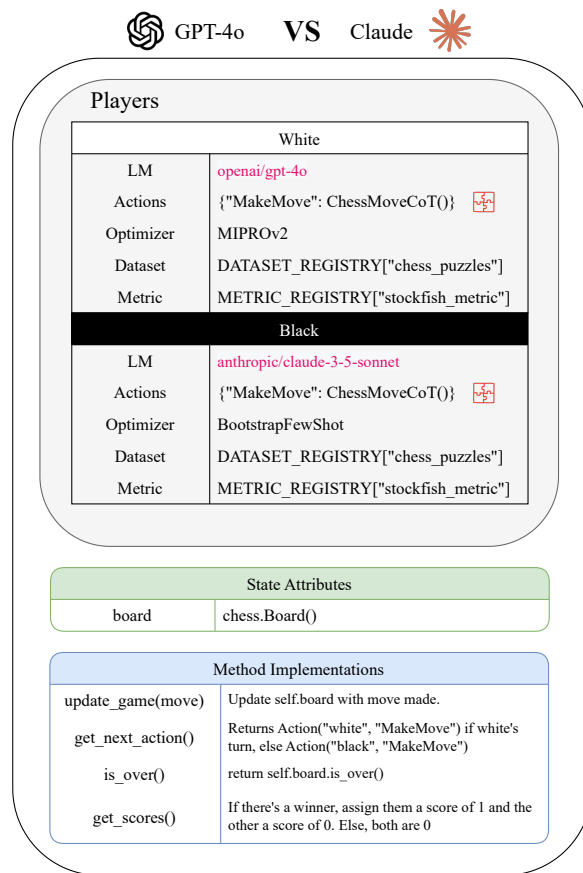 GPT-4o VS Claude
Players
White
LM openai/gpt-4o
Actions {"MakeMove": ChessMoveCoT()}
Optimizer MIPROv2
Dataset DATASET_REGISTRY["chess_puzzles"]
Metric METRIC_REGISTRY["stockfish_metric"]
Black
LM anthropic/claude-3-5-sonnet
Actions {"MakeMove": ChessMoveCoT()}
Optimizer BootstrapFewShot
Dataset DATASET_REGISTRY["chess_puzzles"]
Metric METRIC_REGISTRY["stockfish_metric"]
State Attributes
board chess.Board()
Method Implementations
update_game(move) Update self.board with move made.
get_next_action() Returns Action("white", "MakeMove") if white's
turn, else Action("black", "MakeMove")
is_over() return self.board.is_over()
get_scores() If there's a winner, assign them a score of 1 and the
other a score of 0. Else, both are 0